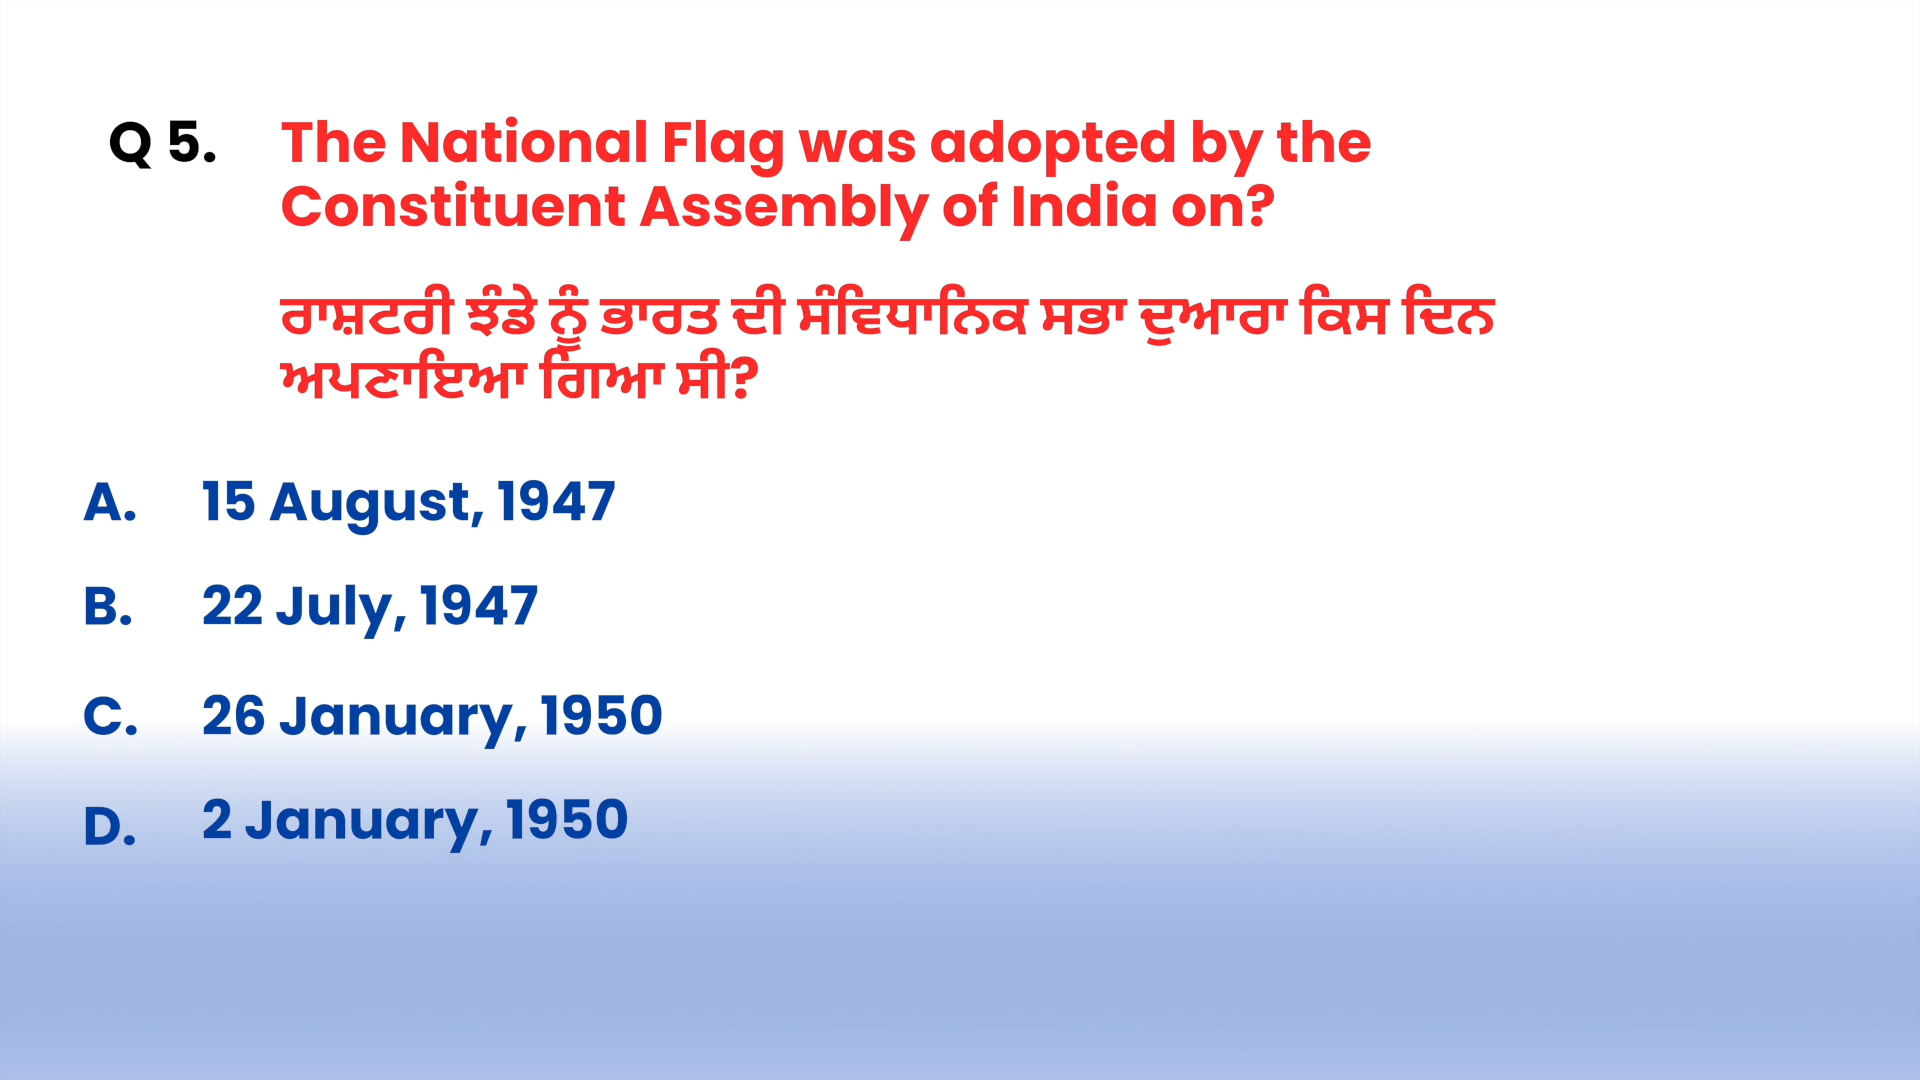 Q 5. The National Flag was adopted by the
Constituent Assembly of India on?
ਰਾਸ਼ਟਰੀ ਝੰਡੇ ਨੂੰ ਭਾਰਤ ਦੀ ਸੰਵਿਧਾਨਿਕ ਸਭਾ ਦੁਆਰਾ ਕਿਸ ਦਿਨ
ਅਪਣਾਇਆ ਗਿਆ ਸੀ?
A. 15 August, 1947
B. 22 July, 1947
C. 26 January, 1950
D. 2 January, 1950